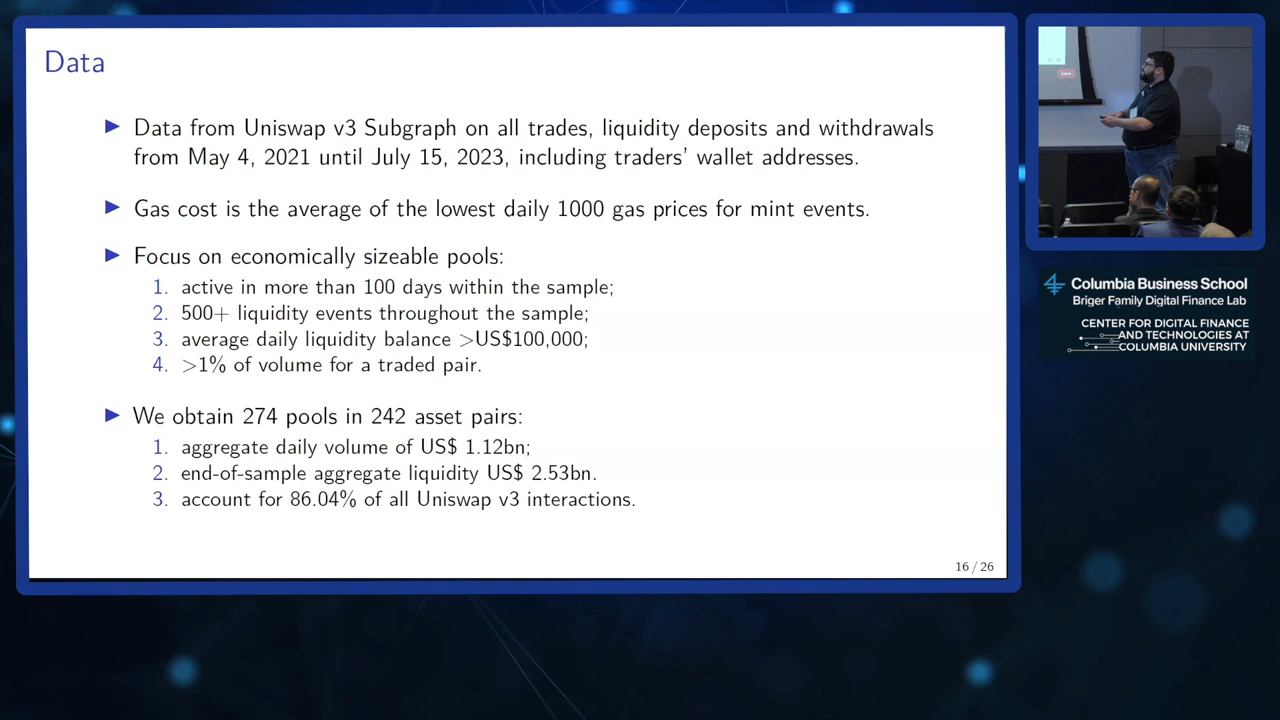 Data
▶ Data from Uniswap v3 Subgraph on all trades, liquidity deposits and withdrawals
from May 4, 2021 until July 15, 2023, including traders' wallet addresses.
▶ Gas cost is the average of the lowest daily 1000 gas prices for mint events.
▶ Focus on economically sizeable pools:
1. active in more than 100 days within the sample;
2. 500+ liquidity events throughout the sample;
3. average daily liquidity balance >US$100,000;
4. >1% of volume for a traded pair.
▶ We obtain 274 pools in 242 asset pairs:
1. aggregate daily volume of US$ 1.12bn;
2. end-of-sample aggregate liquidity US$ 2.53bn.
3. account for 86.04% of all Uniswap v3 interactions.
16 / 26
Columbia Business School
Briger Family Digital Finance Lab
CENTER FOR DIGITAL FINANCE
AND TECHNOLOGIES AT
COLUMBIA UNIVERSITY